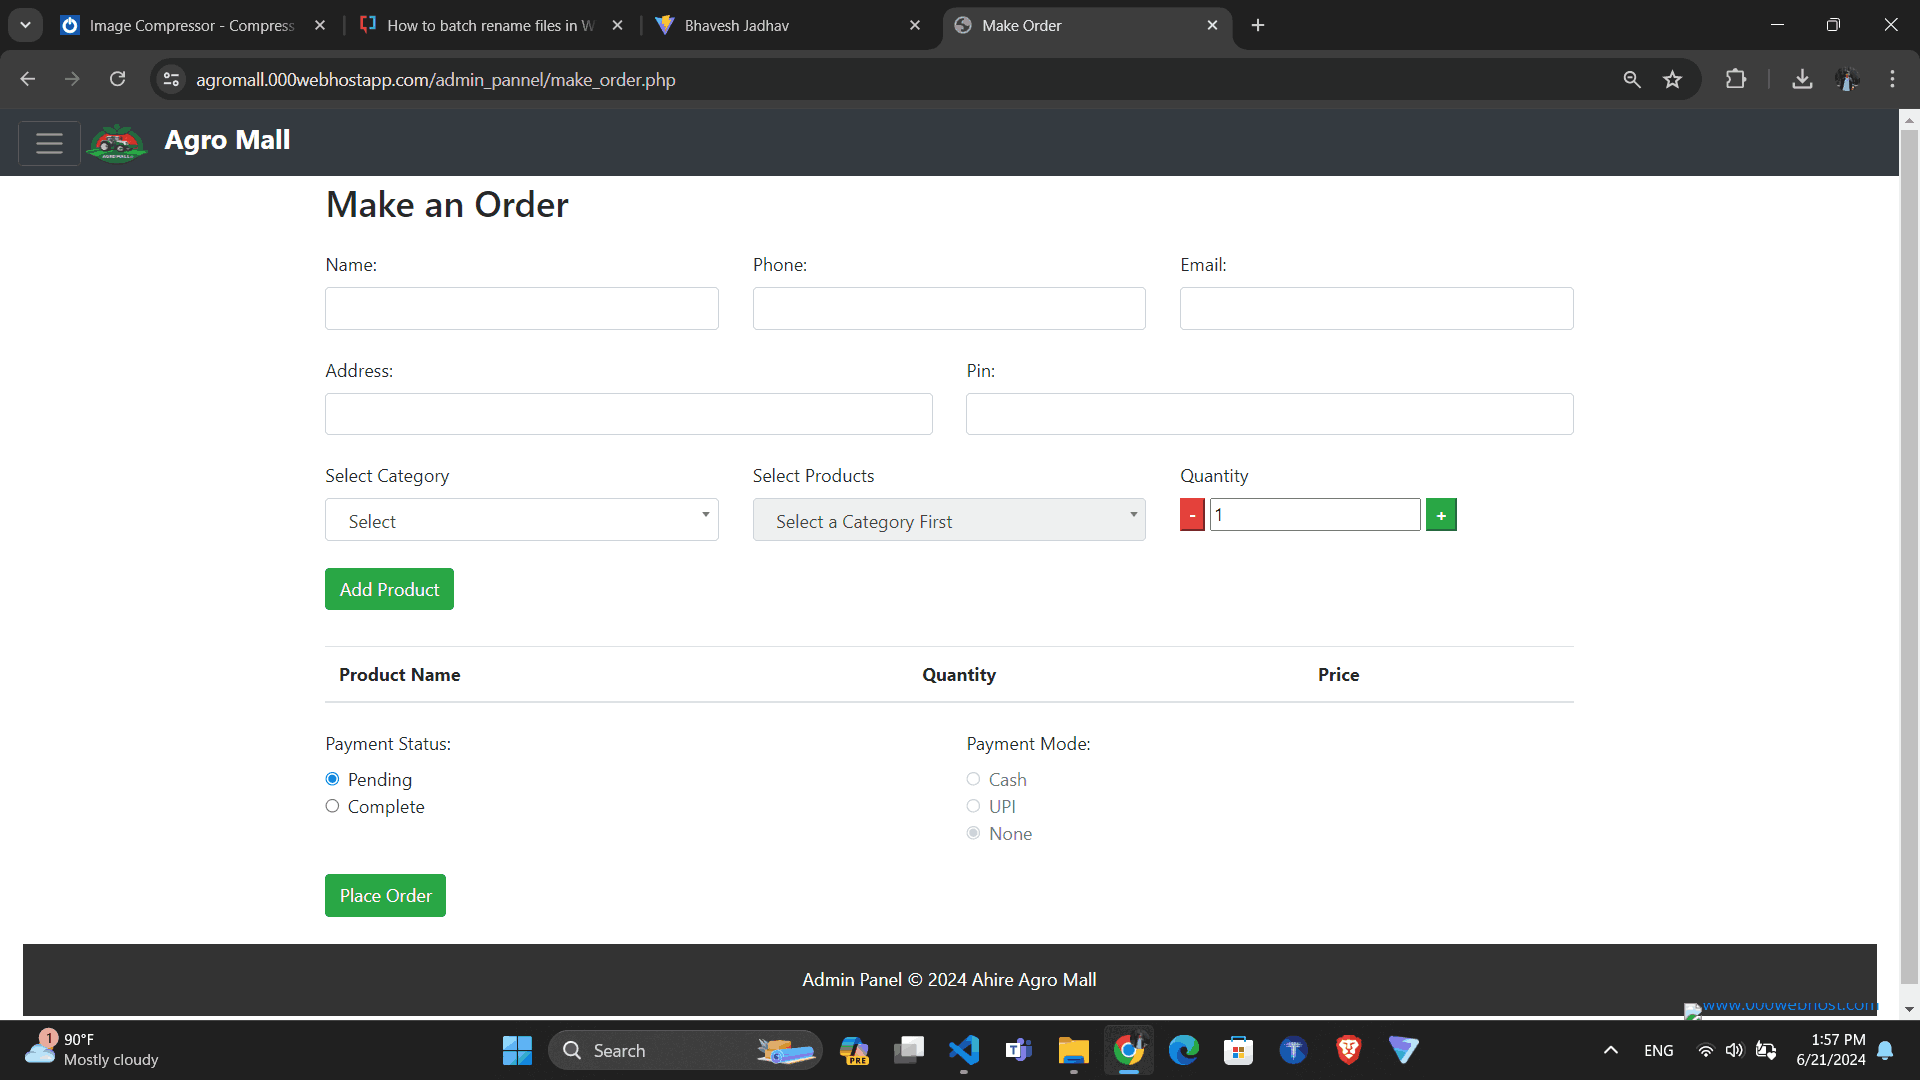 Image Compressor - Compress
How to batch rename files in W
Bhavesh Jadhav
Make Order
agromall.000webhostapp.com/admin_pannel/make_order.php
Agro Mall
Make an Order
Name:
Phone:
Email:
Address:
Pin:
Select Category
Select Products
Quantity
Select
Select a Category First
-
1
+
Add Product
Product Name
Quantity
Price
Payment Status:
Payment Mode:
Pending
Cash
Complete
UPI
None
Place Order
Admin Panel © 2024 Ahire Agro Mall
www.000webhost.com
1
90°F
Mostly cloudy
Search
PRE
ENG
1:57 PM
6/21/2024